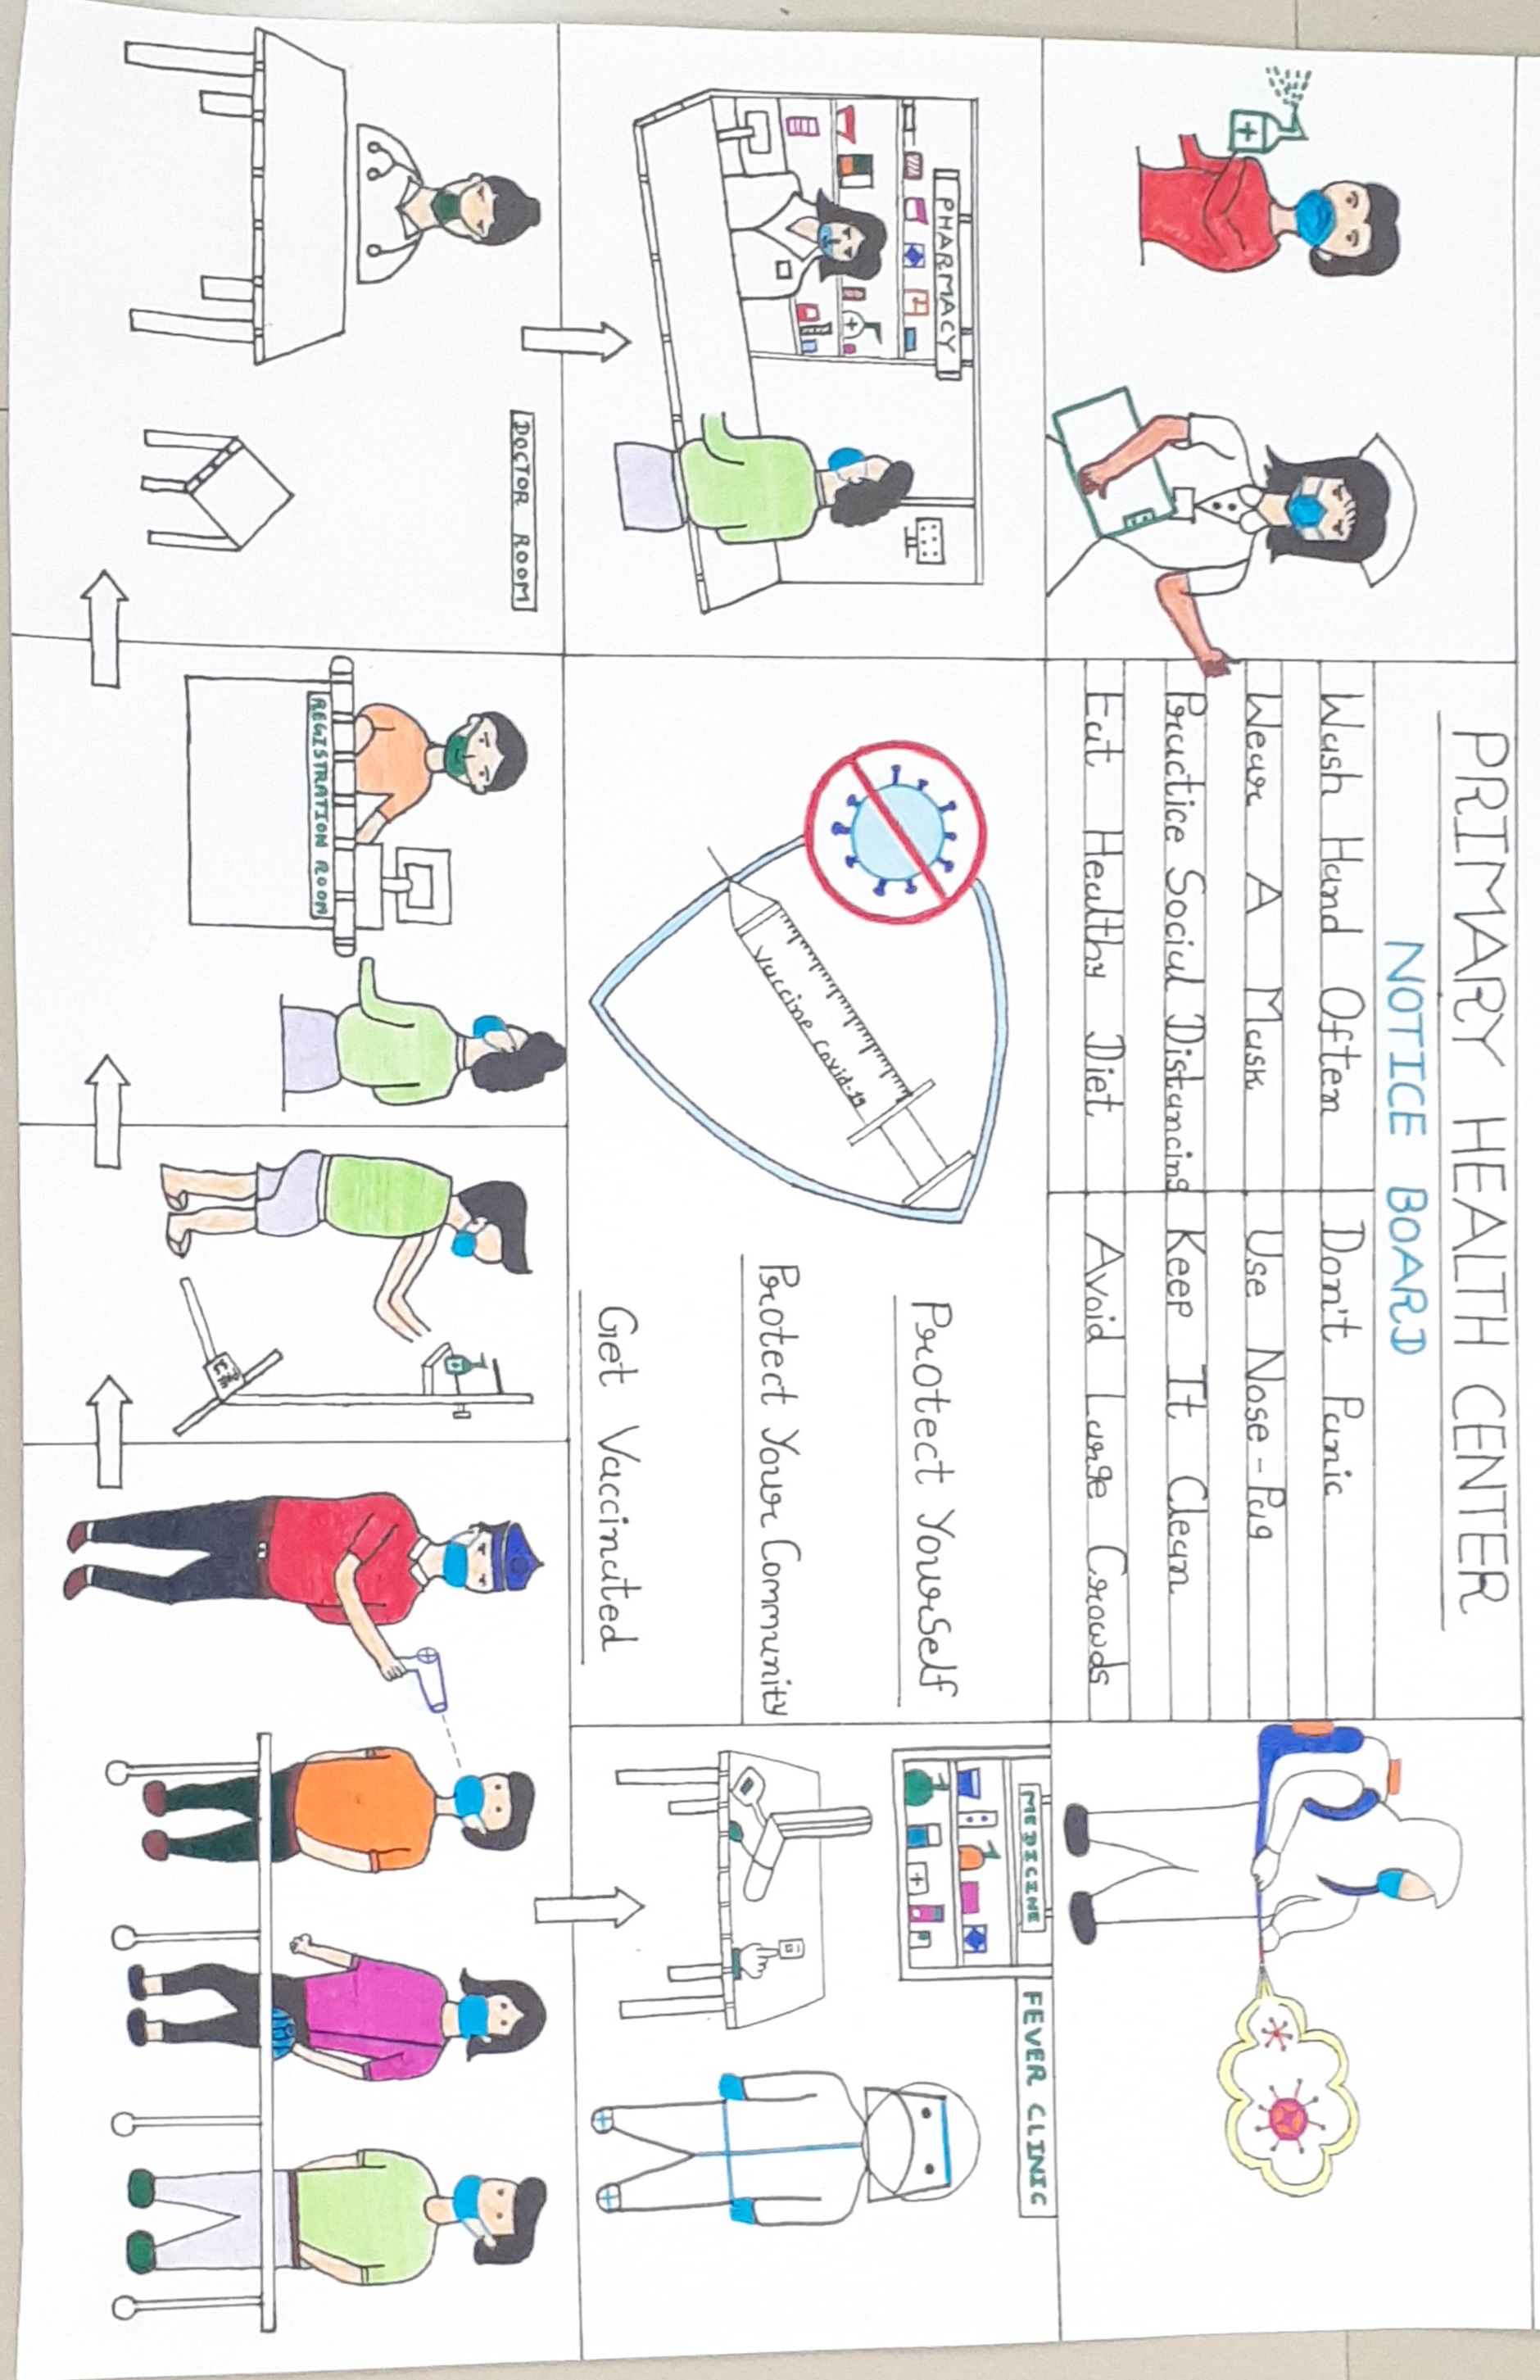 PRIMARY HEALTH CENTER
NOTICE BOARD
Wash Hand Often
Don't Panic
Wear A Mask
Use Nose-Pag
Practice Social Distancing
Keep It Clean
Eat Healthy Diet
Avoid Large Crowds
PHARMACY
Vaccine Covid-19
Protect Yourself
Protect Your Community
Get Vaccinated
MEDICINE
FEVER CLINIC
DOCTOR ROOM
REGISTRATION ROOM